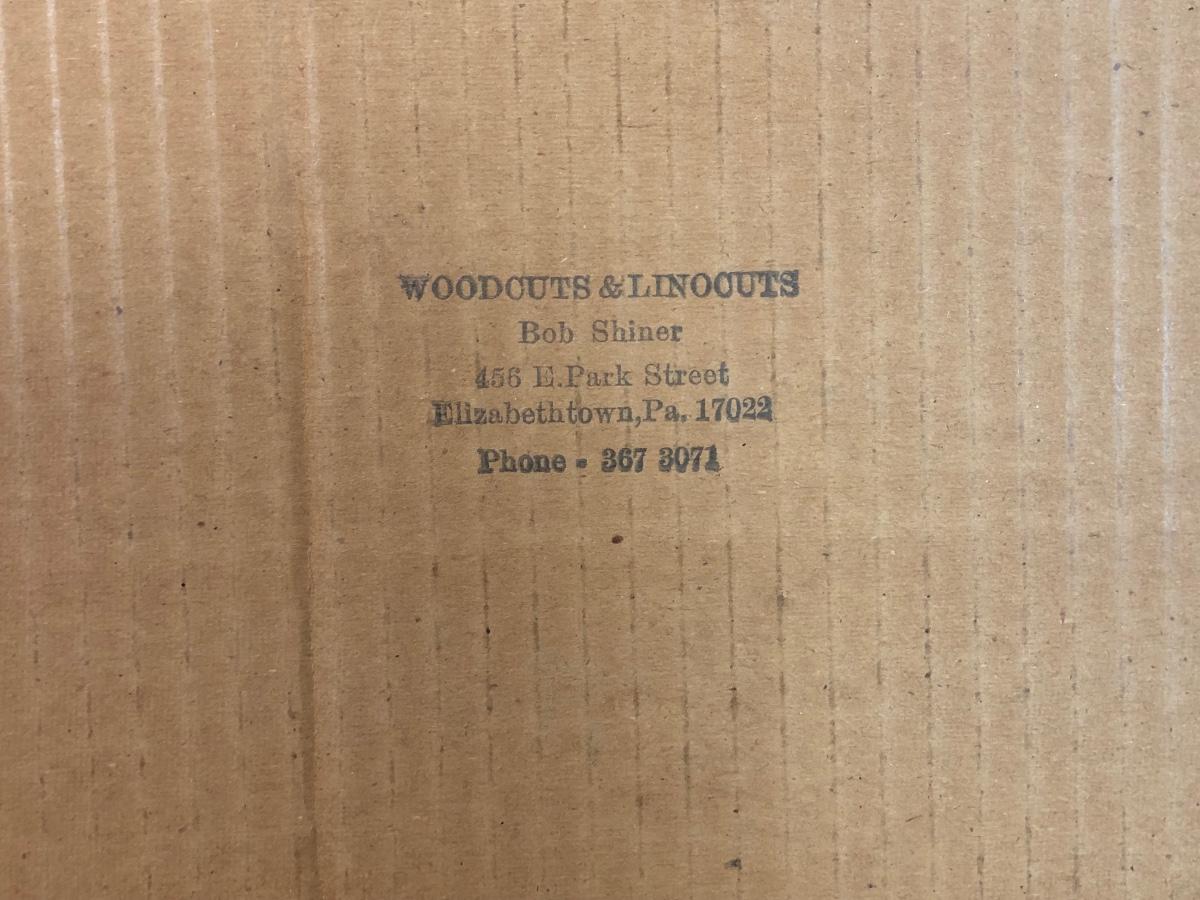 WOODCUTS & LINOCUTS
Bob Shiner
456 E. Park Street
Elizabethtown, Pa. 17022
Phone - 367 3071